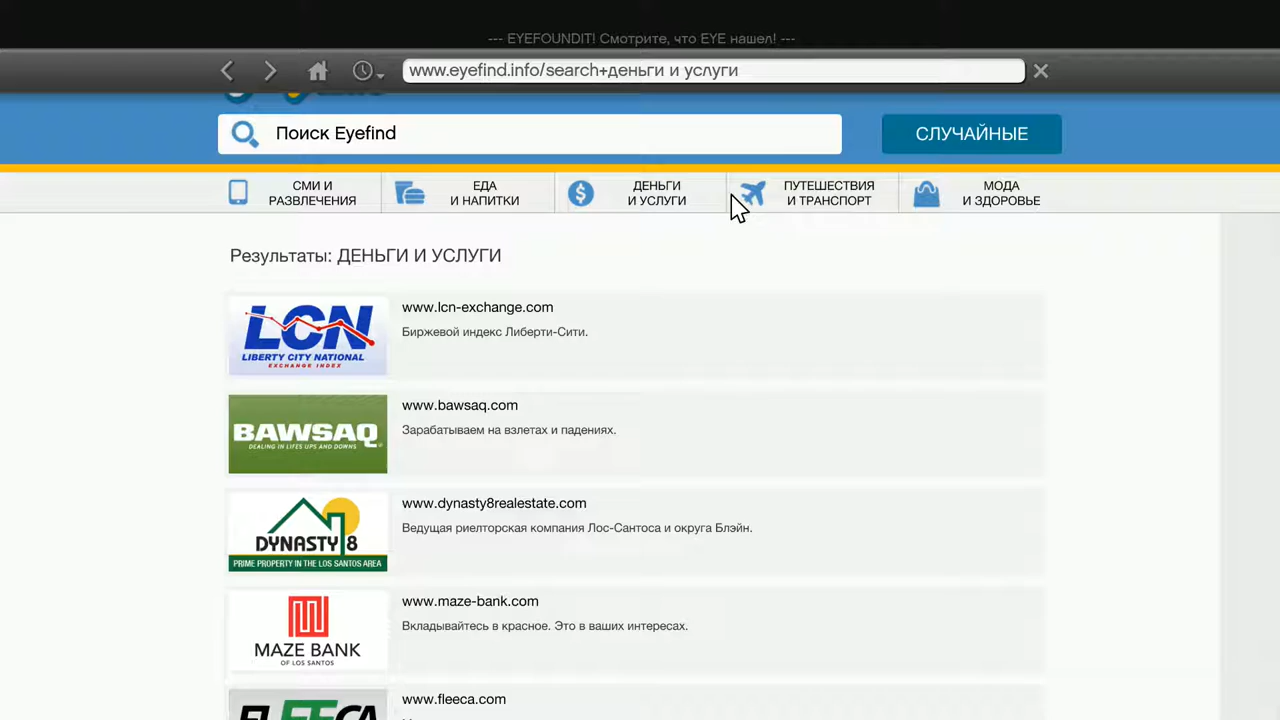 --- EYEFOUNDIT! Смотрите, что EYE нашел! ---
www.eyefind.info/search+деньги и услуги
Поиск Eyefind
СЛУЧАЙНЫЕ
СМИ И
РАЗВЛЕЧЕНИЯ
ЕДА
И НАПИТКИ
ДЕНЬГИ
И УСЛУГИ
ПУТЕШЕСТВИЯ
И ТРАНСПОРТ
МОДА
И ЗДОРОВЬЕ
Результаты: ДЕНЬГИ И УСЛУГИ
LCN
LIBERTY CITY NATIONAL
EXCHANGE INDEX
www.lcn-exchange.com
Биржевой индекс Либерти-Сити.
BAWSAQ
DEALING IN LIFES UPS AND DOWNS
www.bawsaq.com
Зарабатываем на взлетах и падениях.
DYNASTY 8
PRIME PROPERTY IN THE LOS SANTOS AREA
www.dynasty8realestate.com
Ведущая риелторская компания Лос-Сантоса и округа Блэйн.
MAZE BANK
OF LOS SANTOS
www.maze-bank.com
Вкладывайтесь в красное. Это в ваших интересах.
FLEECA
www.fleeca.com